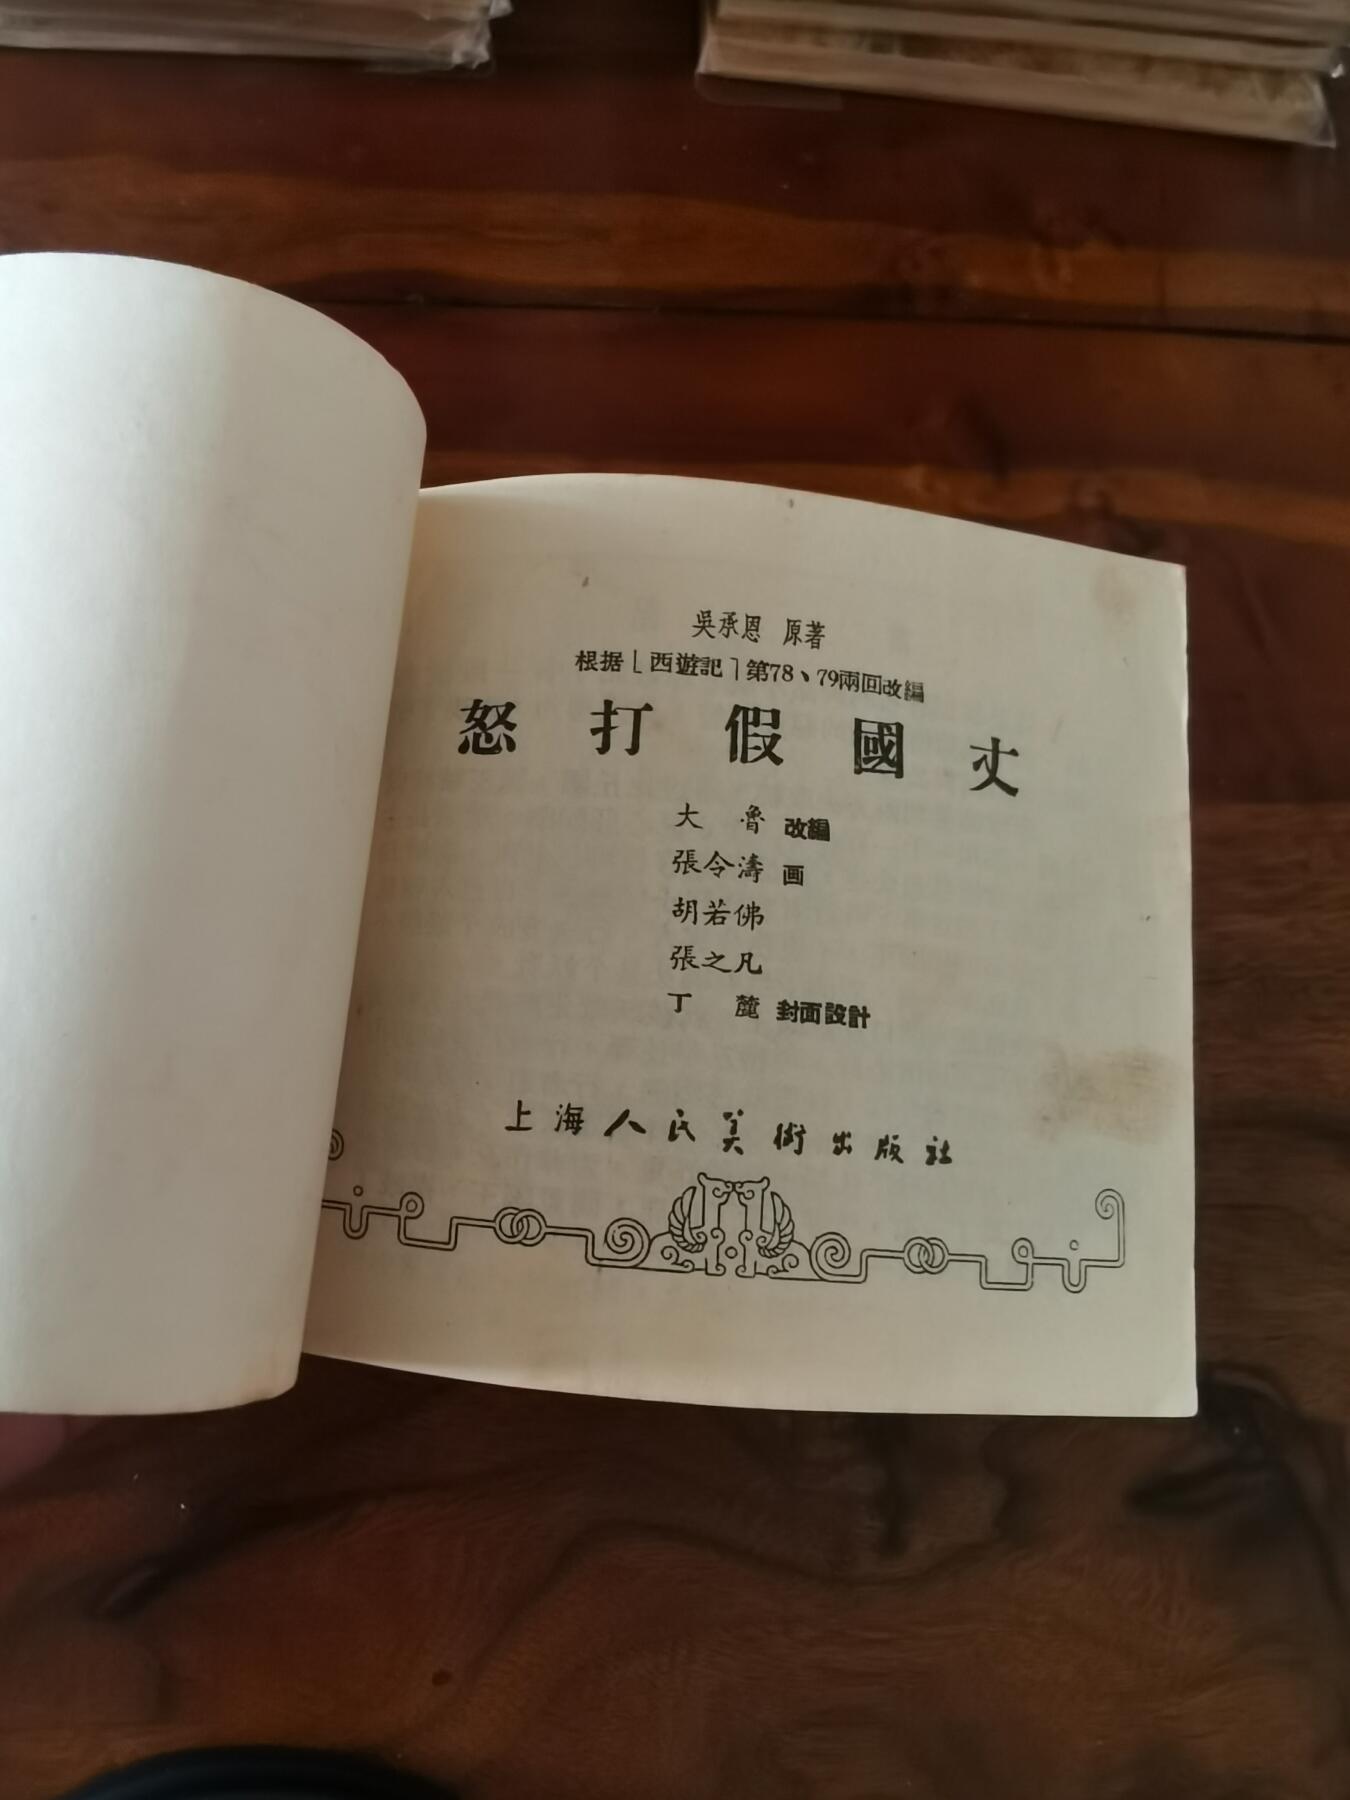 吳承恩 原著
根据「西遊記」第78、79兩回改編
怒打假國丈
大魯 改編
張令濤 画
胡若佛
張之凡
丁龍 封面設計
上海人民美術出版社